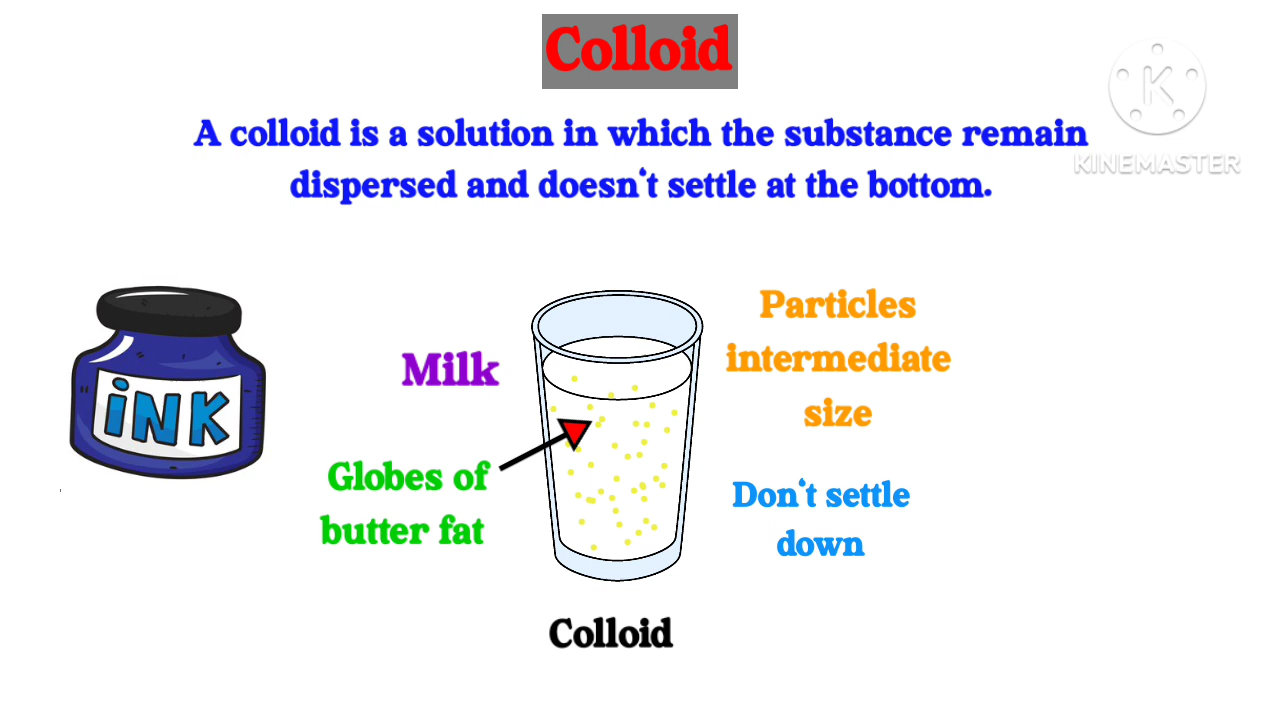 Colloid
A colloid is a solution in which the substance remain
dispersed and doesn't settle at the bottom.
K
KINEMASTER
iNK
Milk
Globes of
butter fat
Particles
intermediate
size
Don't settle
down
Colloid